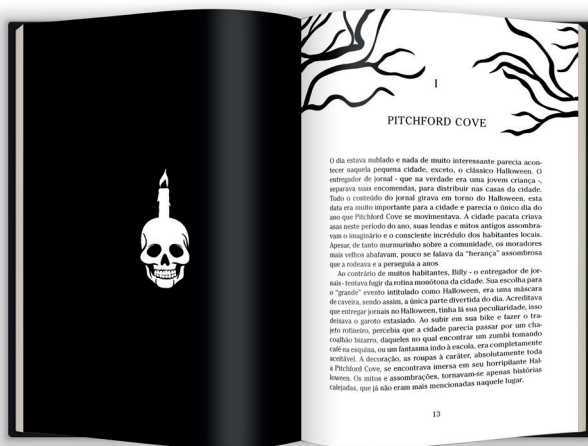 I
PITCHFORD COVE
O dia estava nublado e nada de muito interessante parecia acon-
tecer naquela pequena cidade, exceto, o clássico Halloween. O
entregador de jornal - que na verdade era uma jovem criança -,
separava suas encomendas, para distribuir nas casas da cidade.
Todo o conteúdo do jornal girava em torno do Halloween, esta
data era muito importante para a cidade e parecia o único dia do
ano que Pitchford Cove se movimentava. A cidade pacata criava
asas neste período do ano, suas lendas e mitos antigos assombra-
vam o imaginário e o consciente incrédulo dos habitantes locais.
Apesar, de tanto murmurinho sobre a comunidade, os moradores
mais velhos abafavam, pouco se falava da “herança” assombrosa
que a rodeava e a perseguia a anos
Ao contrário de muitos habitantes, Billy - o entregador de jor-
nais - tentava fugir da rotina monótona da cidade. Sua escolha para
o “grande” evento intitulado como Halloween, era uma máscara
de caveira, sendo assim, a única parte divertida do dia. Acreditava
que entregar jornais no Halloween, tinha lá sua peculiaridade, isso
deixava o garoto extasiado. Ao subir em sua bike e fazer o tra-
jeto rotineiro, percebia que a cidade parecia passar por um cha-
coalhão bizarro, daqueles no qual encontrar um zumbi tomando
café na esquina, ou um fantasma indo à escola, era completamente
aceitável. A decoração, as roupas à caráter, absolutamente toda
a Pitchford Cove, se encontrava imersa em seu horripilante Hal-
loween. Os mitos e assombrações, tornavam-se apenas histórias
calejadas, que já não eram mais mencionadas naquele lugar.
13